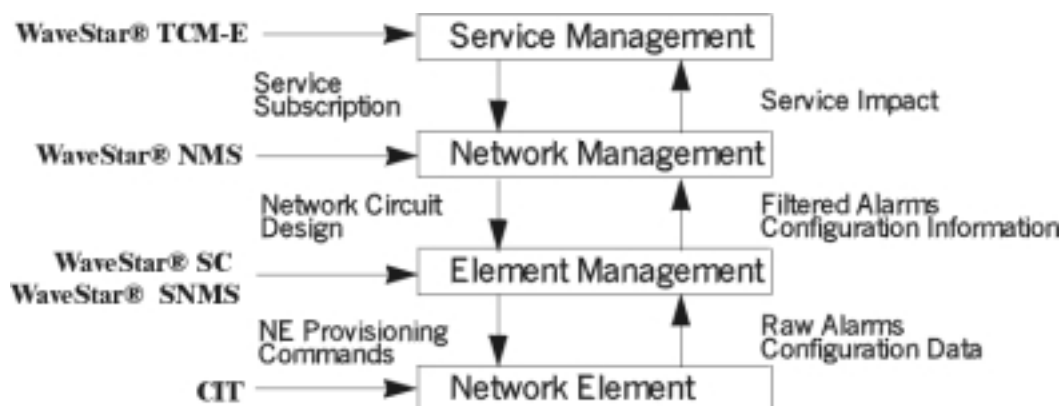 WaveStar® TCM-E
Service Management
Service
Subscription
Service Impact
WaveStar® NMS
Network Management
Network Circuit
Design
Filtered Alarms
Configuration Information
WaveStar® SC
WaveStar® SNMS
Element Management
NE Provisioning
Commands
Raw Alarms
Configuration Data
CIT
Network Element